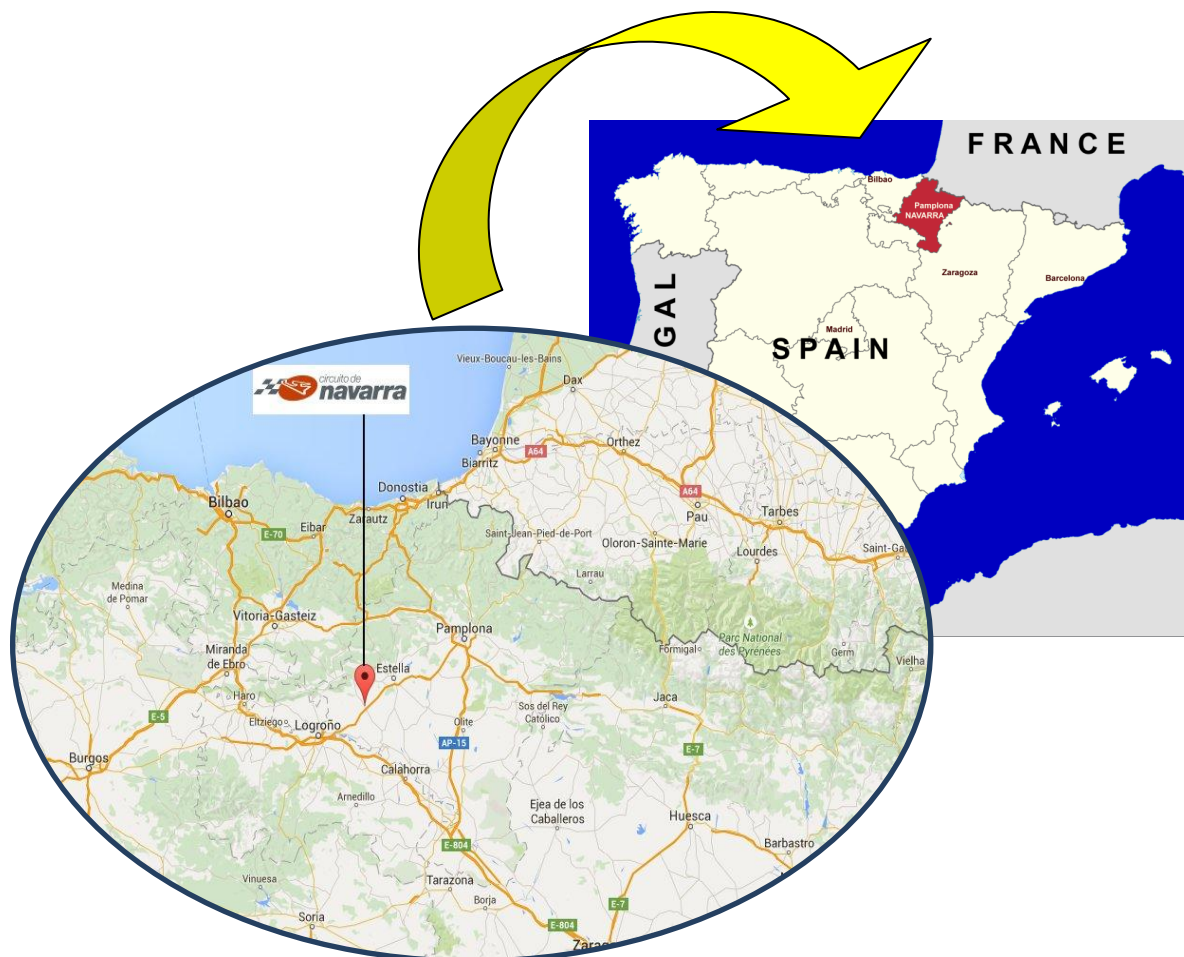 FRANCE
Bilbao
Pamplona
NAVARRA
Zaragoza
Barcelona
GAL
Madrid
SPAIN
circuito de
navarra
Vieux-Boucau-les-Bains
Dax
Bayonne
Biarritz
A64
Orthez
Donostia
Irun
Zarautz
Bilbao
Eibar
E-70
A64
Pau
Tarbes
Saint-Jean-Pied-de-Port
Oloron-Sainte-Marie
Lourdes
Saint-Ga
Larrau
Medina
de Pomar
Vitoria-Gasteiz
Pamplona
Parc National
des Pyrénées
Formigal
Germ
Vielha
Miranda
de Ebro
Estella
Haro
Eltziego
Logroño
Olite
Sos del Rey
Católico
Jaca
E-5
AP-15
E-7
Burgos
Calahorra
Arnedillo
Ejea de los
Caballeros
Huesca
Barbastro
E-804
Vinuesa
Tarazona
Borja
E-7
Soria
E-804
Zarag